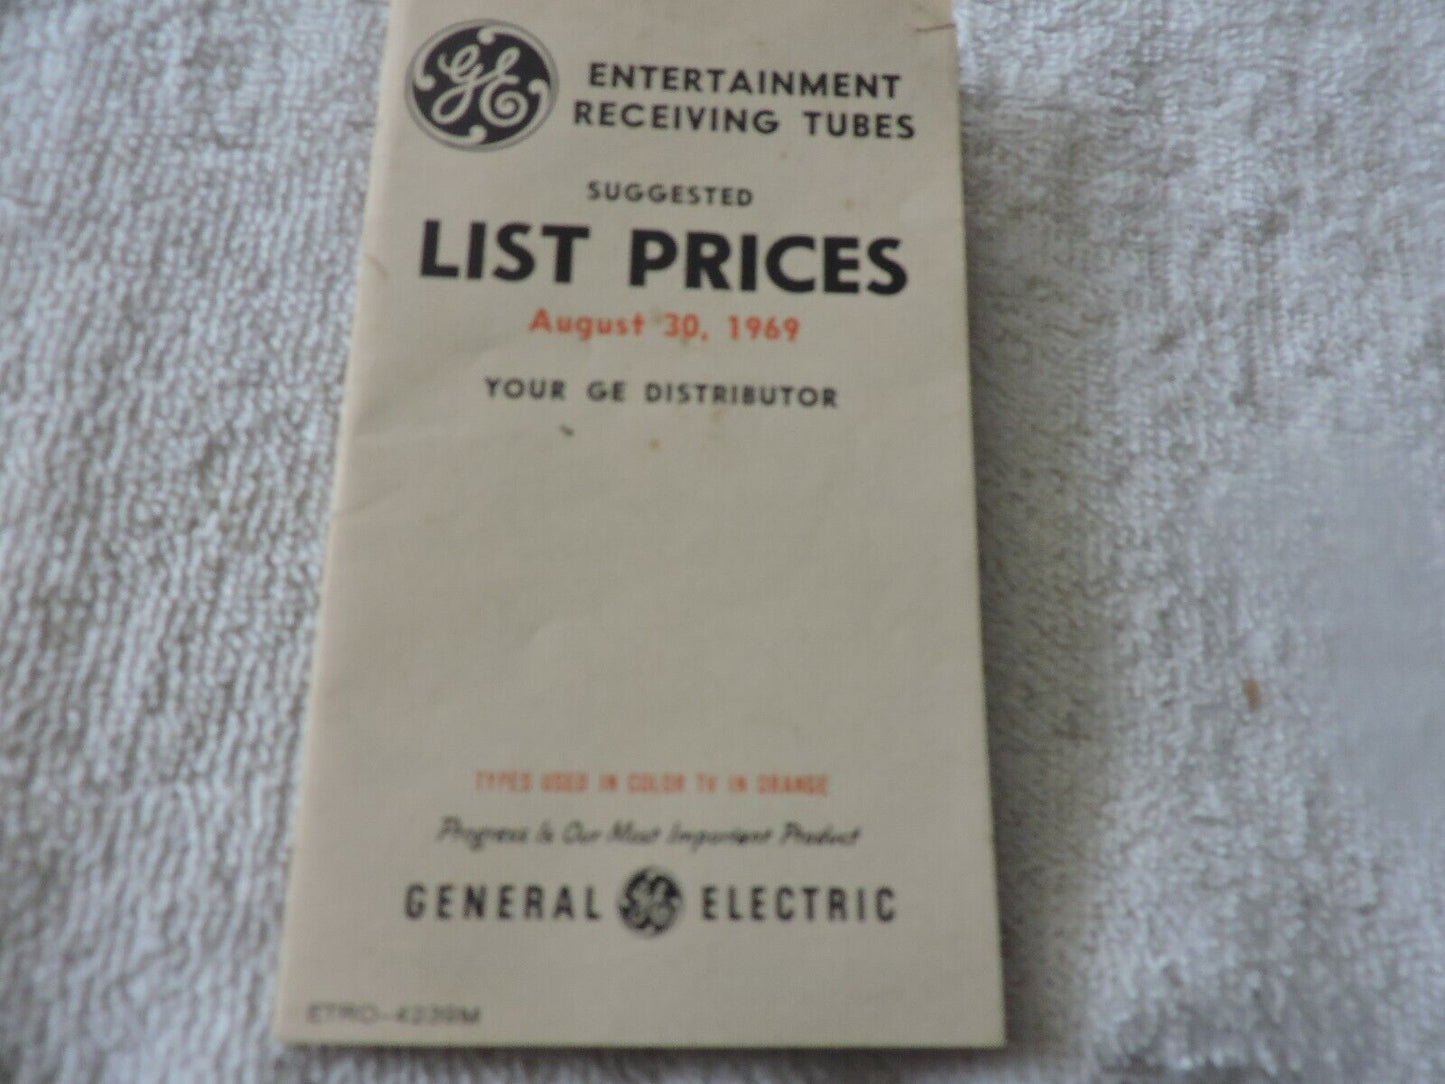 GE ENTERTAINMENT
RECEIVING TUBES
SUGGESTED
LIST PRICES
August 30, 1969
YOUR GE DISTRIBUTOR
TYPES USED IN COLOR TV IN ORANGE
Progress Is Our Most Important Product
GENERAL GE ELECTRIC
ETRO-4239M